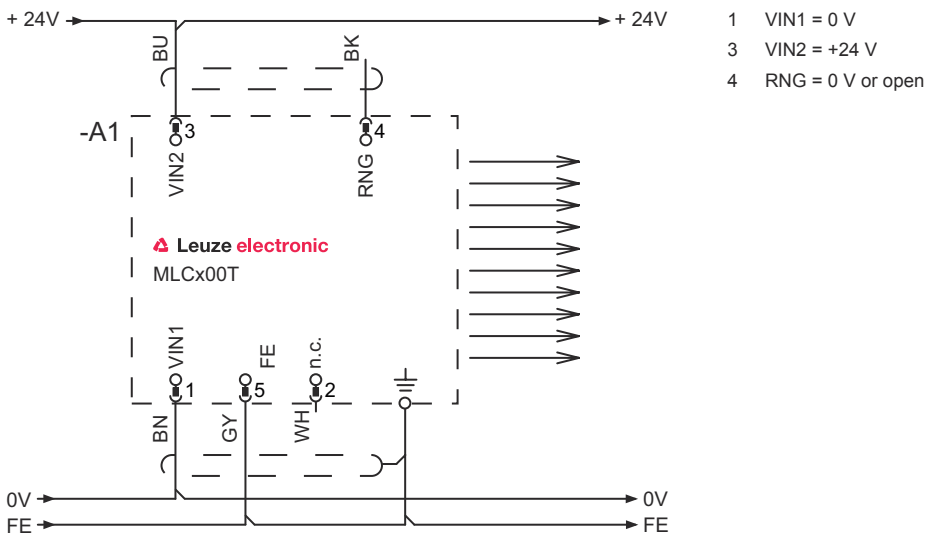 + 24V
+ 24V
1 VIN1 = 0 V
3 VIN2 = +24 V
4 RNG = 0 V or open
BU
BK
-A1
3
4
VIN2
RNG
Leuze electronic
MLCx00T
VIN1
FE
n.c.
1
5
2
BN
GY
WH
0V
0V
FE
FE